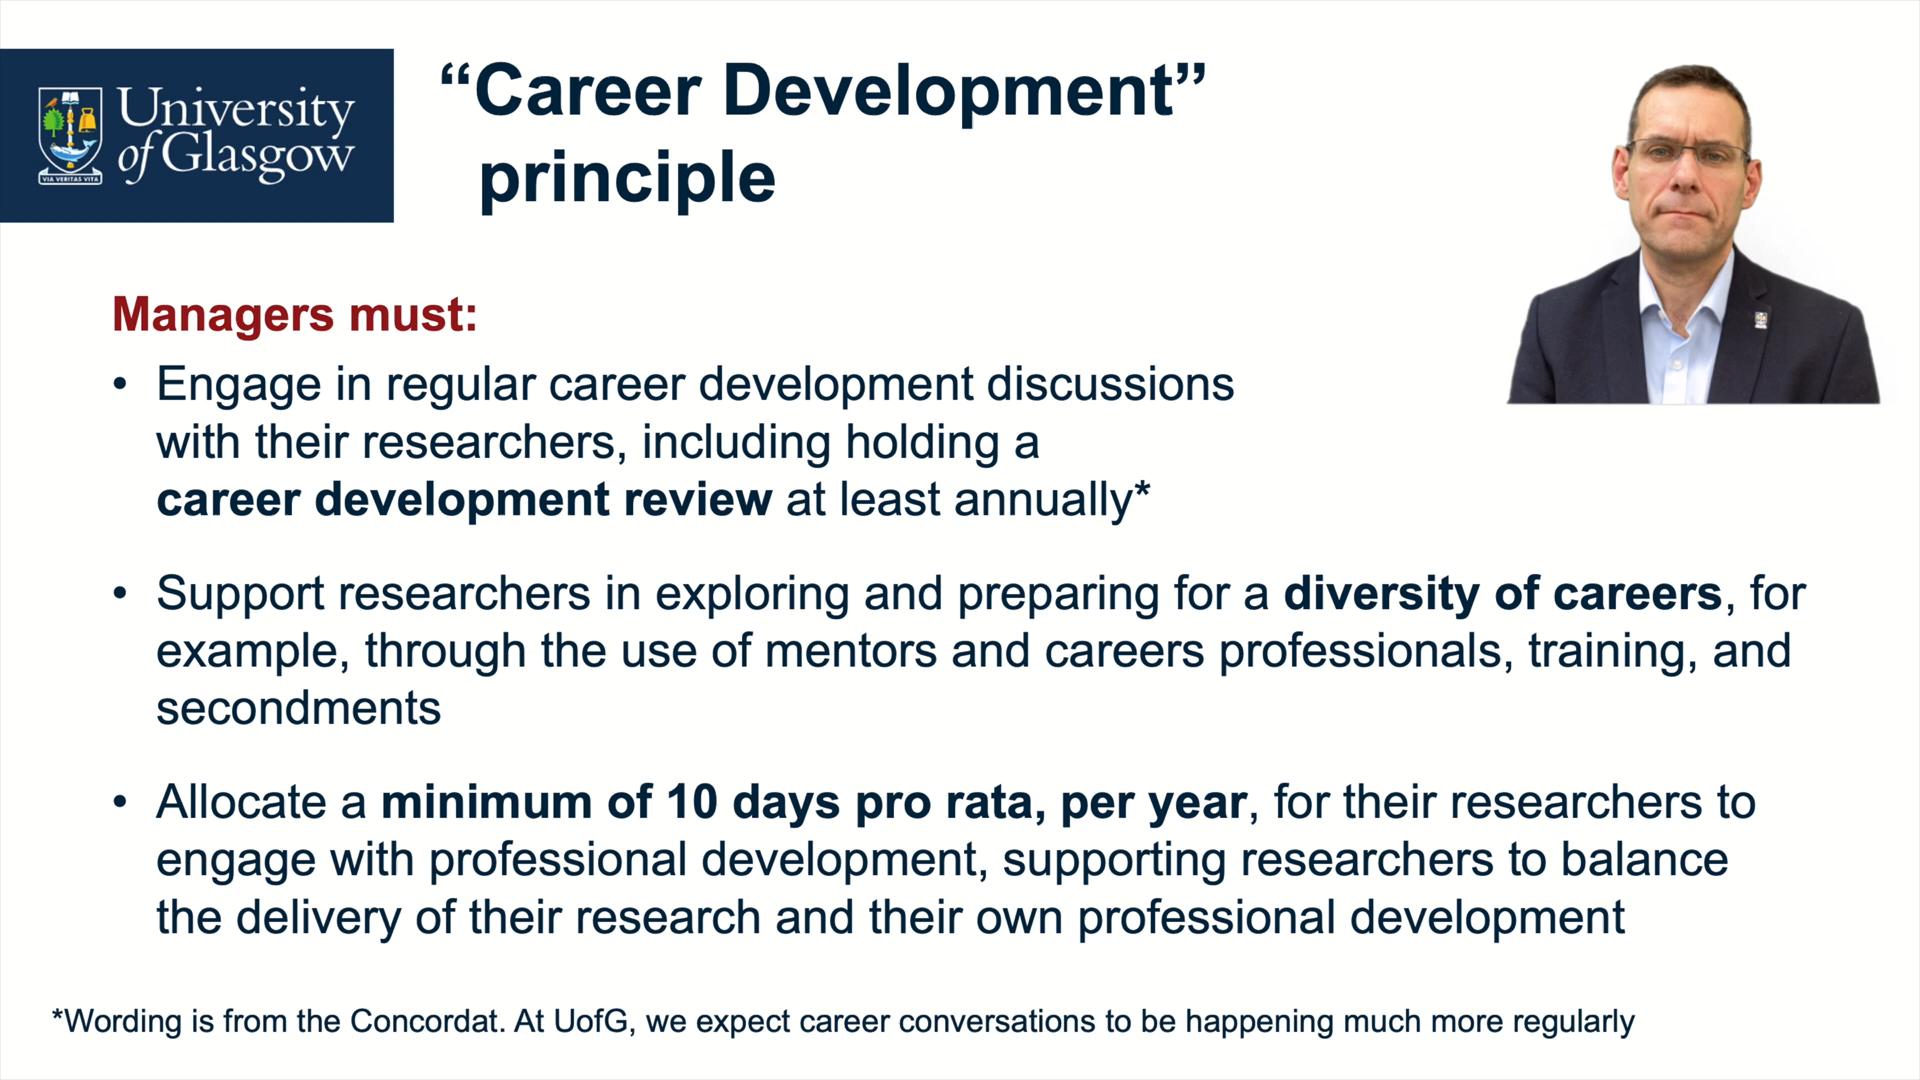 University
of Glasgow
VIA VERITAS VITA
“Career Development”
principle
Managers must:
• Engage in regular career development discussions
with their researchers, including holding a
career development review at least annually*
• Support researchers in exploring and preparing for a diversity of careers, for
example, through the use of mentors and careers professionals, training, and
secondments
• Allocate a minimum of 10 days pro rata, per year, for their researchers to
engage with professional development, supporting researchers to balance
the delivery of their research and their own professional development
*Wording is from the Concordat. At UofG, we expect career conversations to be happening much more regularly